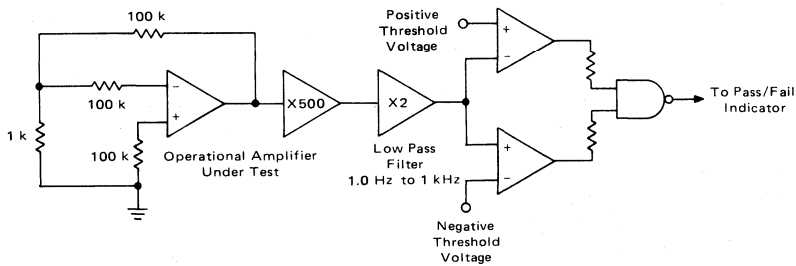 100 k
100 k
−
+
1 k
100 k
Operational Amplifier
Under Test
X500
X2
Low Pass
Filter
1.0 Hz to 1 kHz
Positive
Threshold
Voltage
+
−
+
−
Negative
Threshold
Voltage
To Pass/Fail
Indicator